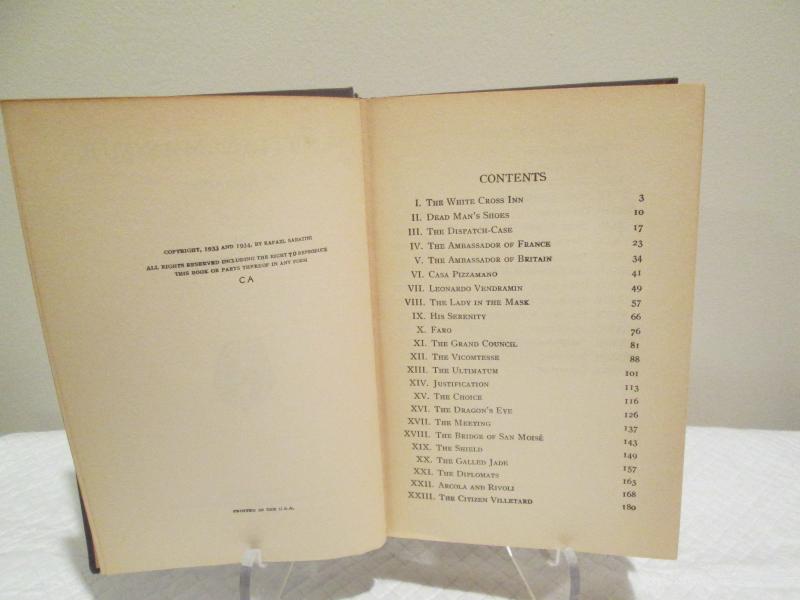 COPYRIGHT, 1933 AND 1934, BY RAFAEL SABATINI
ALL RIGHTS RESERVED INCLUDING THE RIGHT TO REPRODUCE
THIS BOOK OR PARTS THEREOF IN ANY FORM
CA
PRINTED IN THE U.S.A.
CONTENTS
I. THE WHITE CROSS INN 3
II. DEAD MAN'S SHOES 10
III. THE DISPATCH-CASE 17
IV. THE AMBASSADOR OF FRANCE 23
V. THE AMBASSADOR OF BRITAIN 34
VI. CASA PIZZAMANO 41
VII. LEONARDO VENDRAMIN 49
VIII. THE LADY IN THE MASK 57
IX. HIS SERENITY 66
X. FARO 76
XI. THE GRAND COUNCIL 81
XII. THE VICOMTESSE 88
XIII. THE ULTIMATUM 101
XIV. JUSTIFICATION 113
XV. THE CHOICE 116
XVI. THE DRAGON'S EYE 126
XVII. THE MEETING 137
XVIII. THE BRIDGE OF SAN MOISÈ 143
XIX. THE SHIELD 149
XX. THE GALLED JADE 157
XXI. THE DIPLOMATS 163
XXII. ARCOLA AND RIVOLI 168
XXIII. THE CITIZEN VILLETARD 180